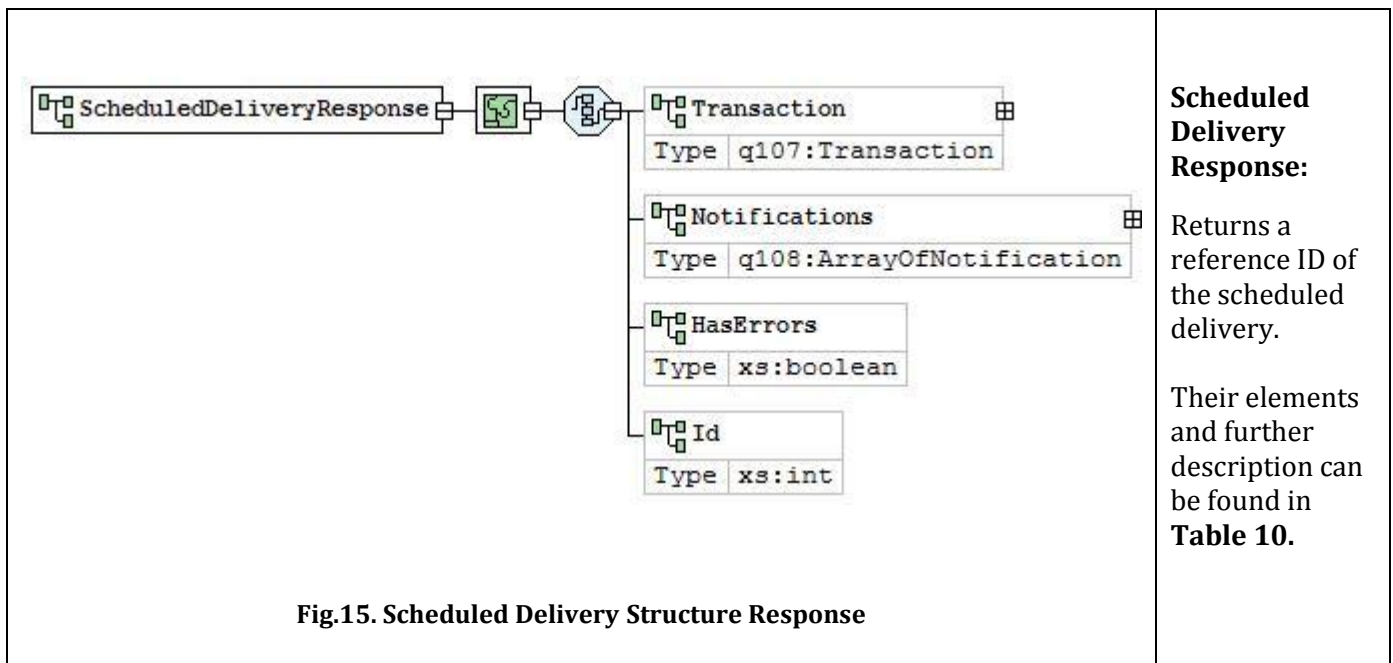 ScheduledDeliveryResponse
Transaction
Type q107:Transaction
Notifications
Type q108:ArrayOfNotification
HasErrors
Type xs:boolean
Id
Type xs:int
Fig.15. Scheduled Delivery Structure Response
Scheduled
Delivery
Response:
Returns a
reference ID of
the scheduled
delivery.
Their elements
and further
description can
be found in
Table 10.